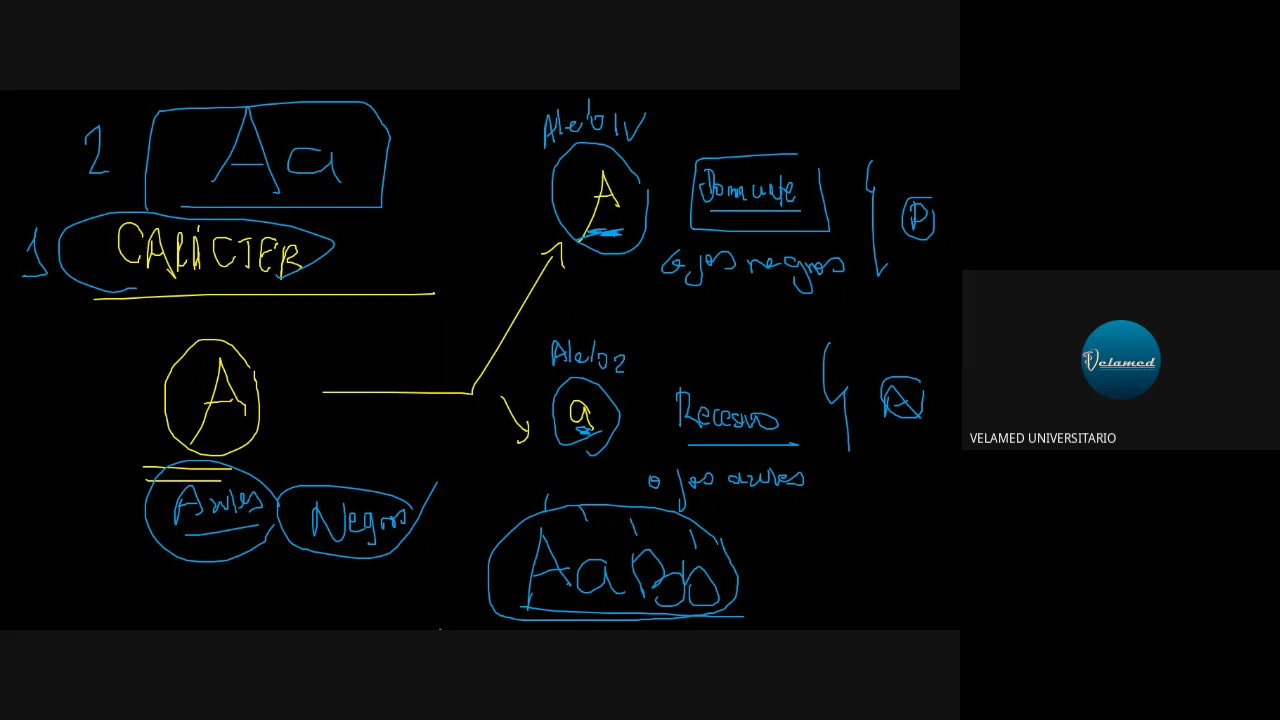 2 Aa
1 CARÁCTER
A
Azules Negros
Alelo 1
A Dominante P
Ojos negros
Alelo 2
a Recesivo A
Ojos azules
AaBb
Velamed
VELAMED UNIVERSITARIO